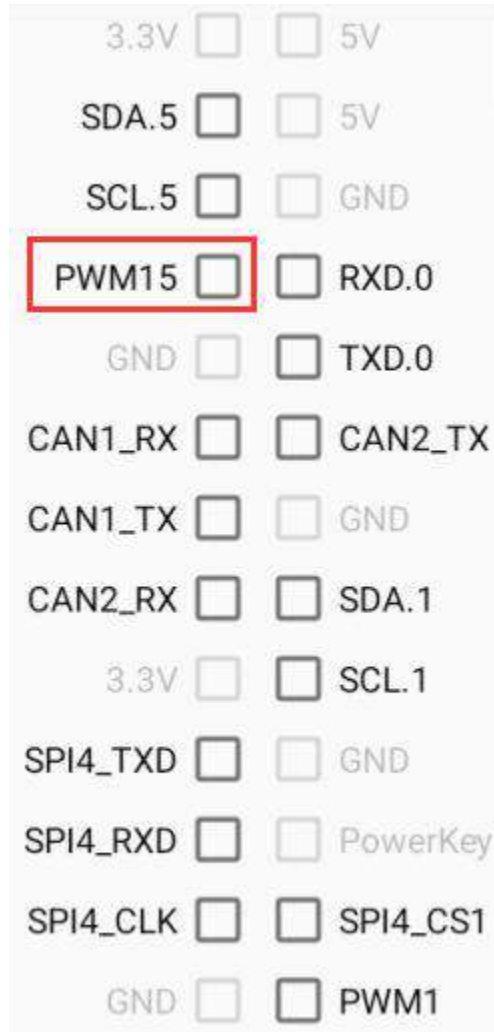 3.3V 5V
SDA.5 5V
SCL.5 GND
PWM15 RXD.0
GND TXD.0
CAN1_RX CAN2_TX
CAN1_TX GND
CAN2_RX SDA.1
3.3V SCL.1
SPI4_TXD GND
SPI4_RXD PowerKey
SPI4_CLK SPI4_CS1
GND PWM1